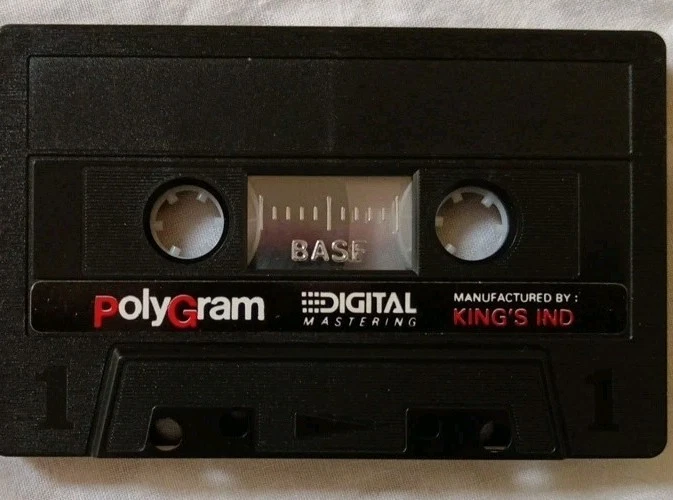 BASF
PolyGram
DIGITAL
MASTERING
MANUFACTURED BY :
KING'S IND
1 1